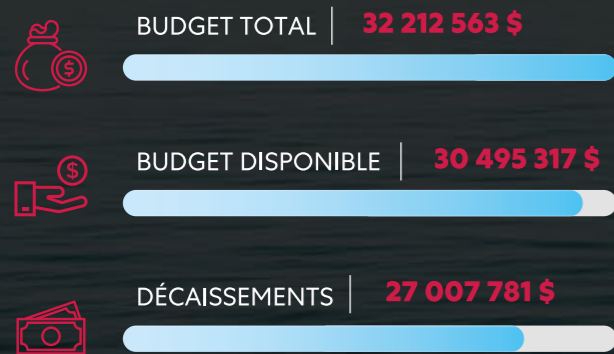 BUDGET TOTAL | 32 212 563 $
BUDGET DISPONIBLE | 30 495 317 $
DÉCAISSEMENTS | 27 007 781 $